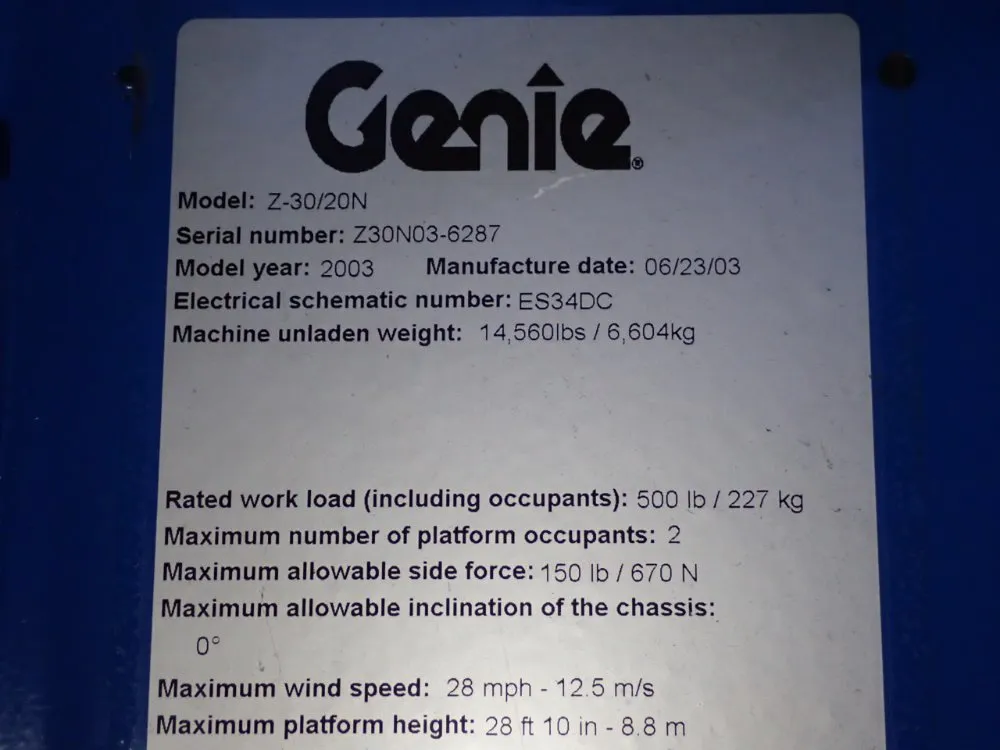 Genie®
Model: Z-30/20N
Serial number: Z30N03-6287
Model year: 2003 Manufacture date: 06/23/03
Electrical schematic number: ES34DC
Machine unladen weight: 14,560lbs / 6,604kg
Rated work load (including occupants): 500 lb / 227 kg
Maximum number of platform occupants: 2
Maximum allowable side force: 150 lb / 670 N
Maximum allowable inclination of the chassis:
0°
Maximum wind speed: 28 mph - 12.5 m/s
Maximum platform height: 28 ft 10 in - 8.8 m